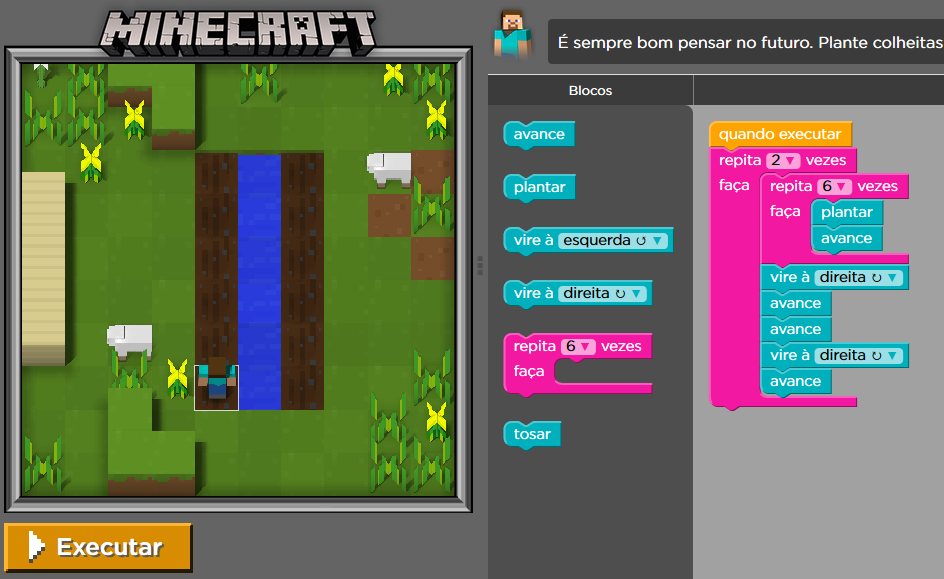 MINECRAFT
É sempre bom pensar no futuro. Plante colheitas
Blocos
avance
plantar
vire à esquerda ↺ ▼
vire à direita ↻ ▼
repita 6 ▼ vezes
faça
tosar
quando executar
repita 2 ▼ vezes
faça
repita 6 ▼ vezes
faça
plantar
avance
vire à direita ↻ ▼
avance
avance
vire à direita ↻ ▼
avance
Executar